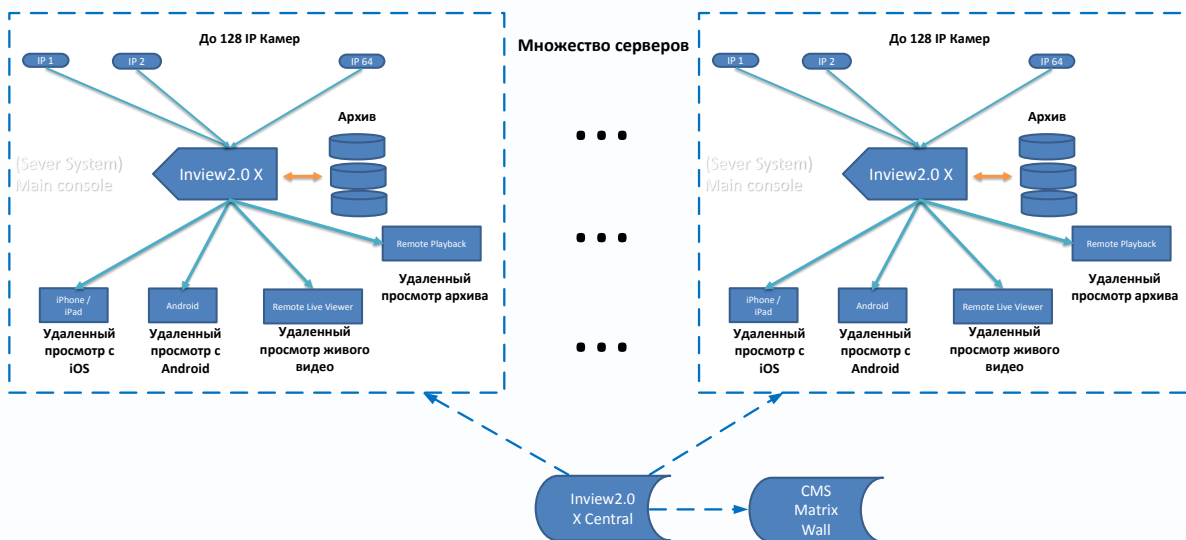 До 128 IP Камер
IP 1
IP 2
IP 64
Архив
(Sever System)
Main console
Inview2.0 X
Remote Playback
Удаленный
просмотр архива
iPhone /
iPad
Android
Remote Live Viewer
Удаленный
просмотр с
iOS
Удаленный
просмотр с
Android
Удаленный
просмотр живого
видео
Множество серверов
...
...
...
До 128 IP Камер
IP 1
IP 2
IP 64
Архив
(Sever System)
Main console
Inview2.0 X
Remote Playback
Удаленный
просмотр архива
iPhone /
iPad
Android
Remote Live Viewer
Удаленный
просмотр с
iOS
Удаленный
просмотр с
Android
Удаленный
просмотр живого
видео
Inview2.0
X Central
CMS
Matrix
Wall